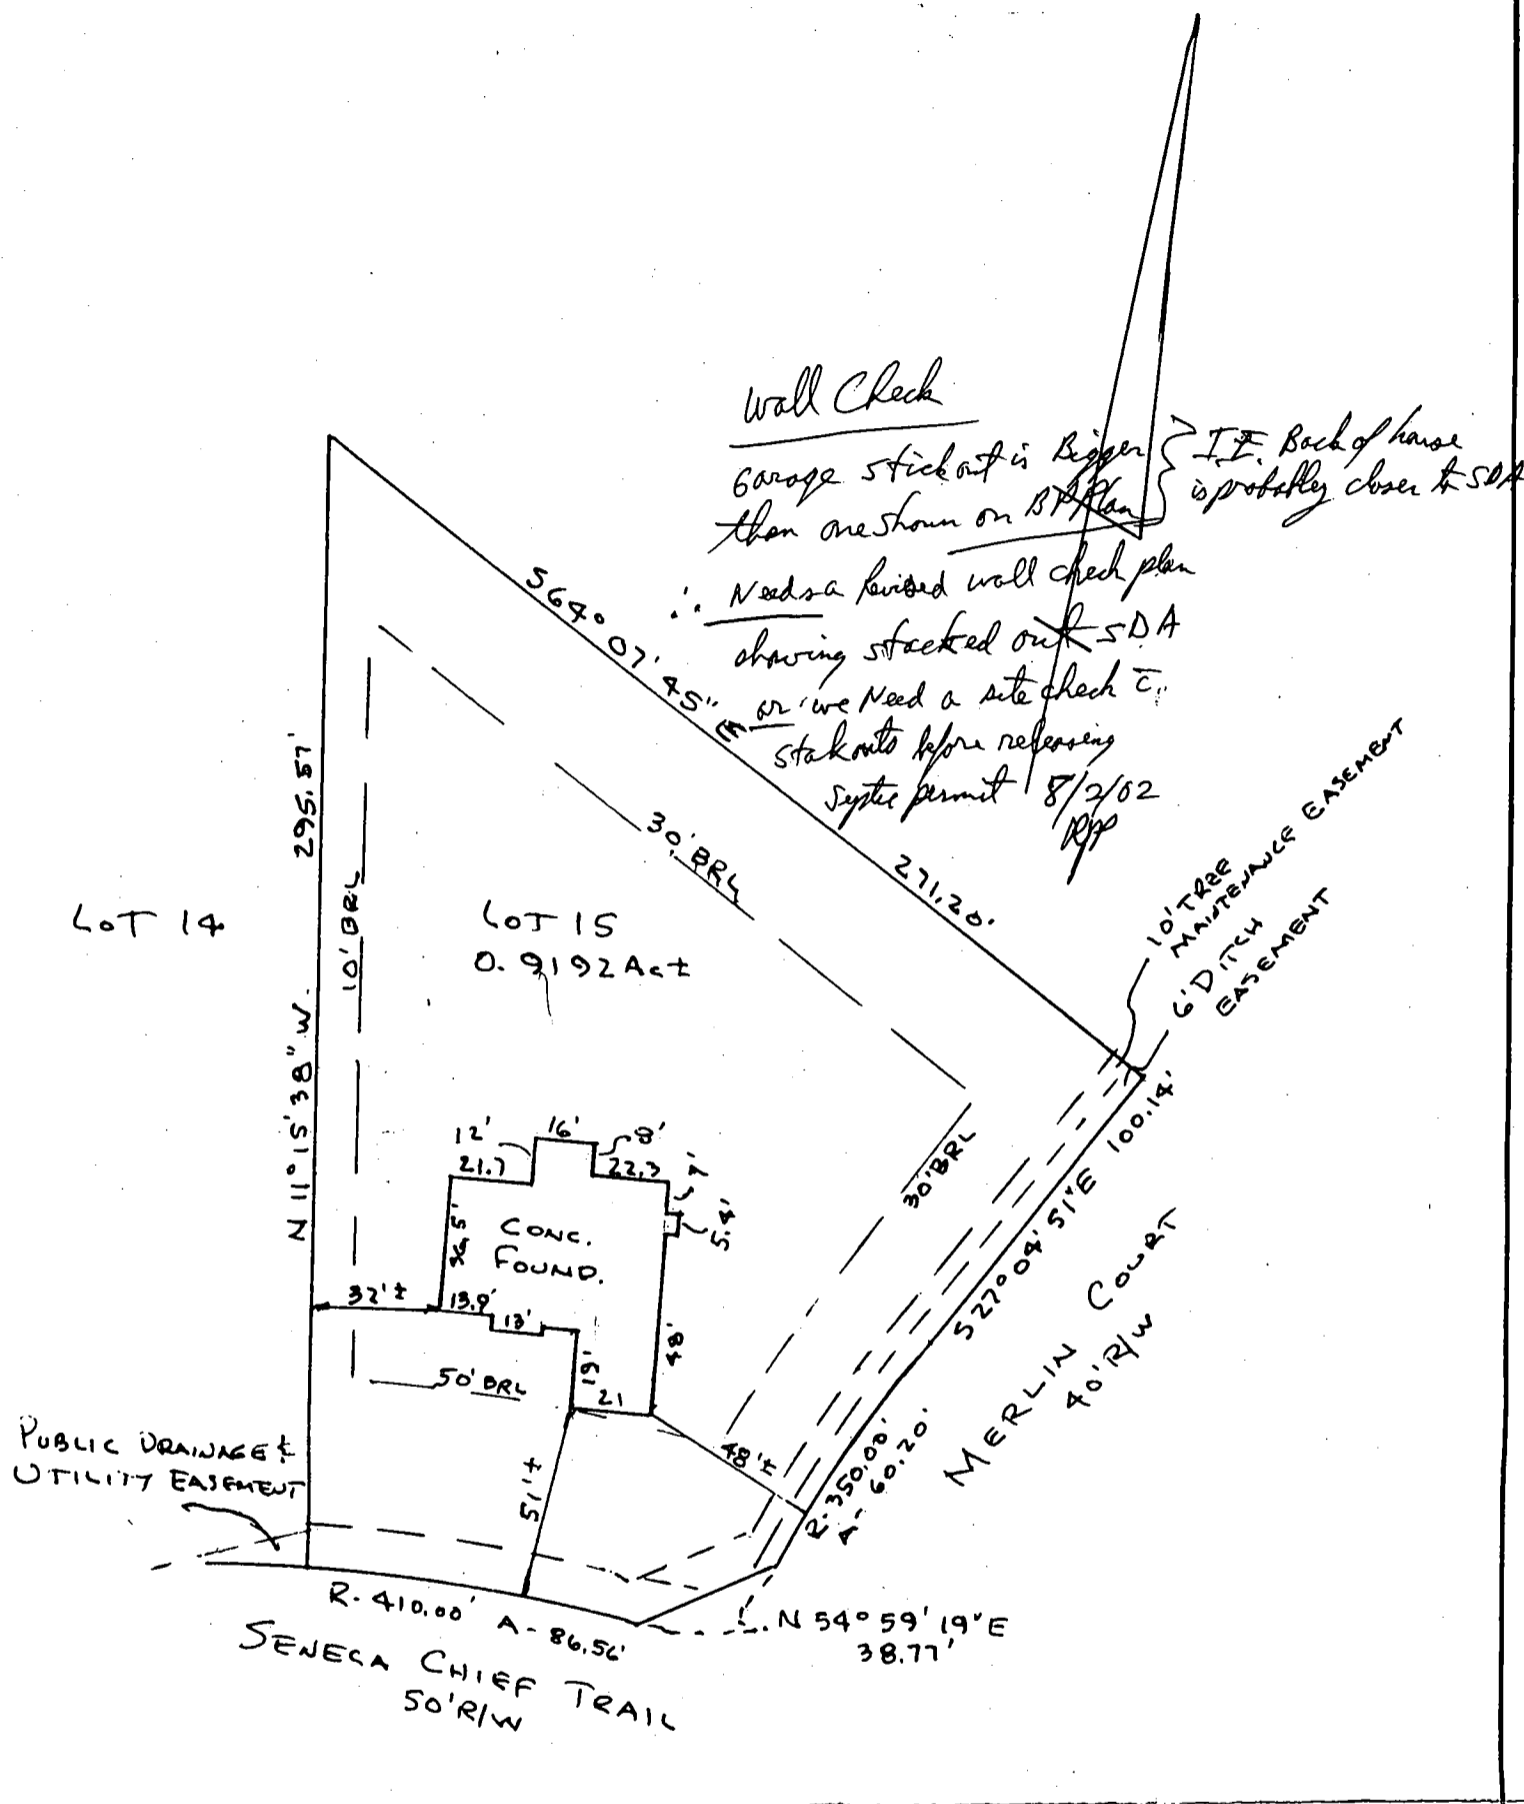 Wall Check
Garage stickout is Bigger
than one shown on BP Plan
I.E. Back of house
is probably closer to SDA
∴ Needs a Revised wall check plan
showing stacked out SDA
or we Need a site check c̄
stakouts before releasing
septic permit 8/2/02
S64° 07' 45" E
271.20'
295.57'
N 11° 15' 38" W.
10' BRL
30' BRL
LOT 14
LOT 15
0.9192 Ac±
10' TREE
MAINTENANCE EASEMENT
6' DITCH
EASEMENT
12'
16'
8'
21.7
22.3
7'
5.4'
CONC.
FOUND.
30' BRL
S27° 04' 51" E 100.14'
MERLIN COURT
40' R/W
32'±
13.9'
13'
19'
48'
21
50' BRL
48'±
51'±
R. 350.00'
A- 60.20'
PUBLIC DRAINAGE &
UTILITY EASEMENT
R- 410.00' A- 86.56'
N 54° 59' 19" E
38.77'
SENECA CHIEF TRAIL
50' R/W